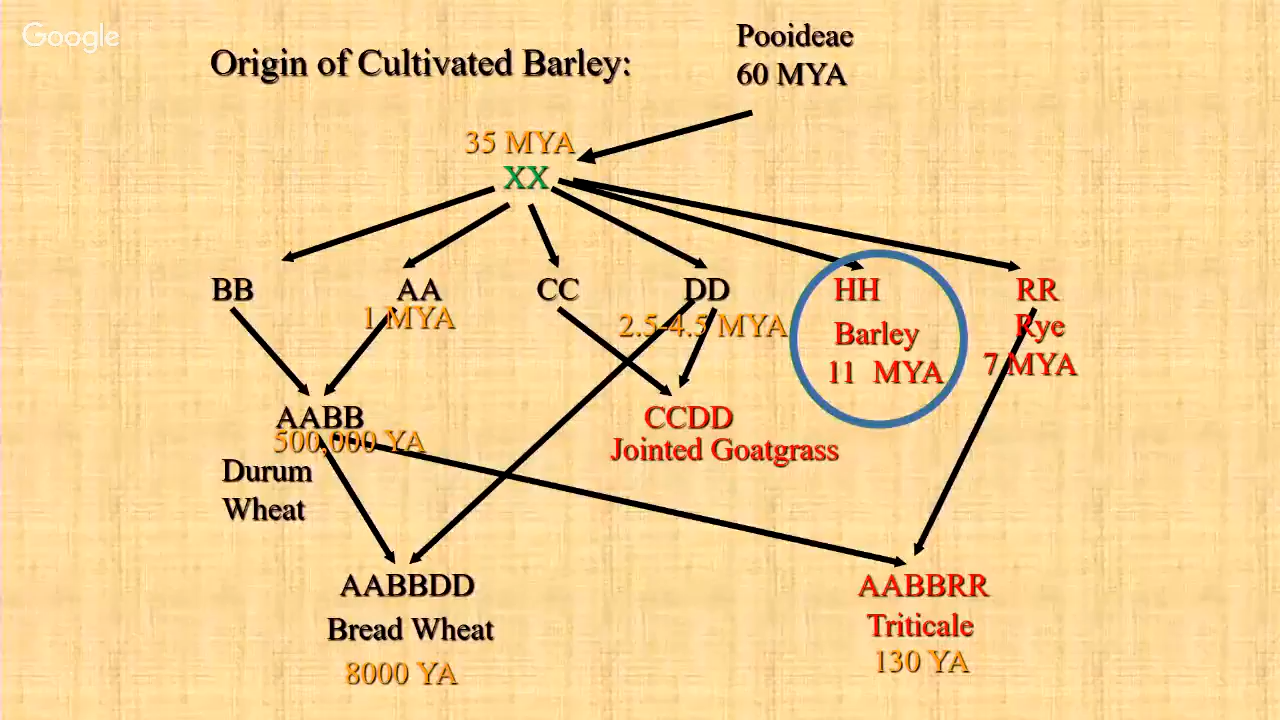 Google
Origin of Cultivated Barley:
Pooideae
60 MYA
35 MYA
XX
BB
AA
CC
DD
HH
RR
1 MYA
2.5-4.5 MYA
Barley
11 MYA
Rye
7 MYA
AABB
500,000 YA
Durum
Wheat
CCDD
Jointed Goatgrass
AABBDD
Bread Wheat
8000 YA
AABBRR
Triticale
130 YA